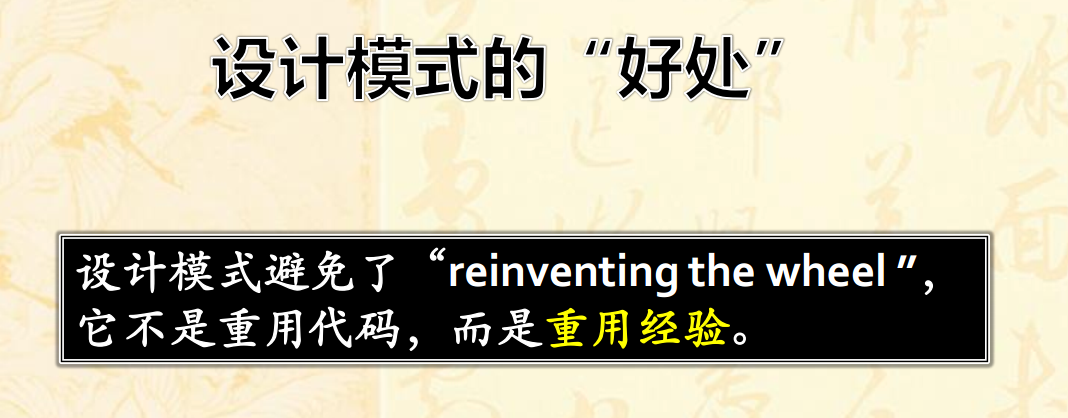 设计模式的“好处”
设计模式避免了“reinventing the wheel ”，
它不是重用代码，而是重用经验。